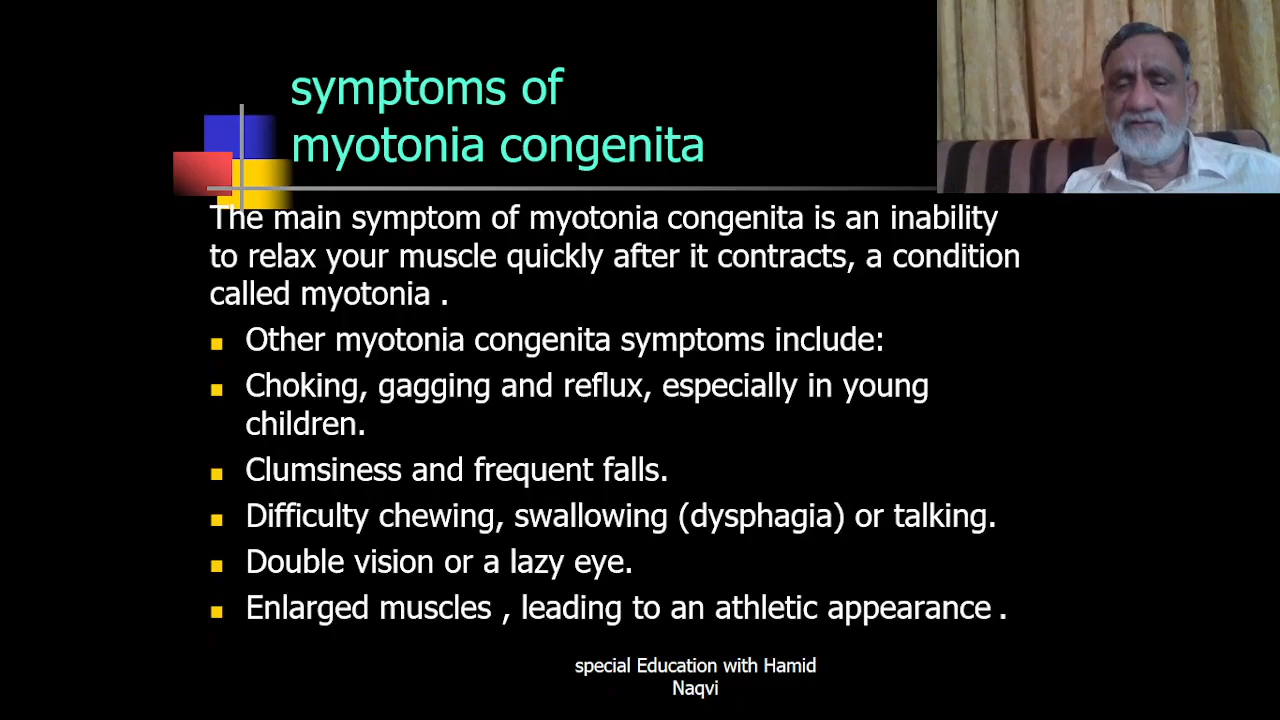 symptoms of
myotonia congenita
The main symptom of myotonia congenita is an inability
to relax your muscle quickly after it contracts, a condition
called myotonia .
Other myotonia congenita symptoms include:
Choking, gagging and reflux, especially in young
children.
Clumsiness and frequent falls.
Difficulty chewing, swallowing (dysphagia) or talking.
Double vision or a lazy eye.
Enlarged muscles , leading to an athletic appearance .
special Education with Hamid
Naqvi